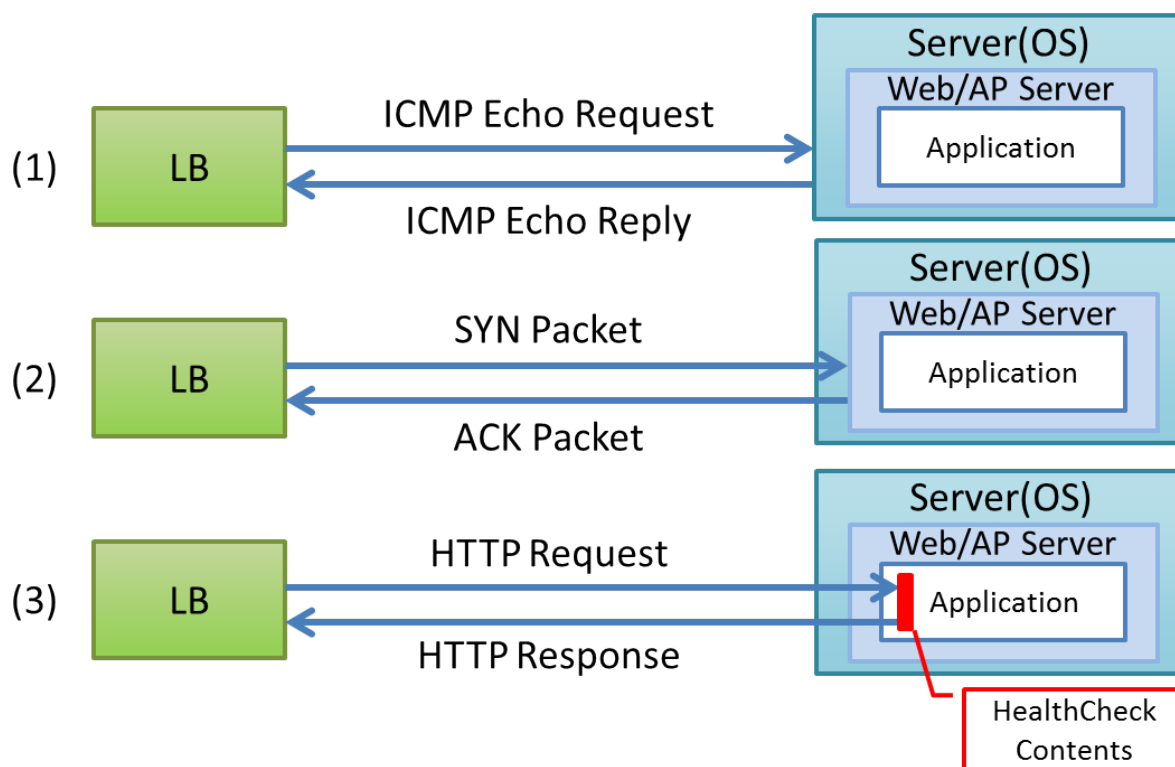 (1)
LB
ICMP Echo Request
ICMP Echo Reply
Server(OS)
Web/AP Server
Application
(2)
LB
SYN Packet
ACK Packet
Server(OS)
Web/AP Server
Application
(3)
LB
HTTP Request
HTTP Response
Server(OS)
Web/AP Server
Application
HealthCheck
Contents